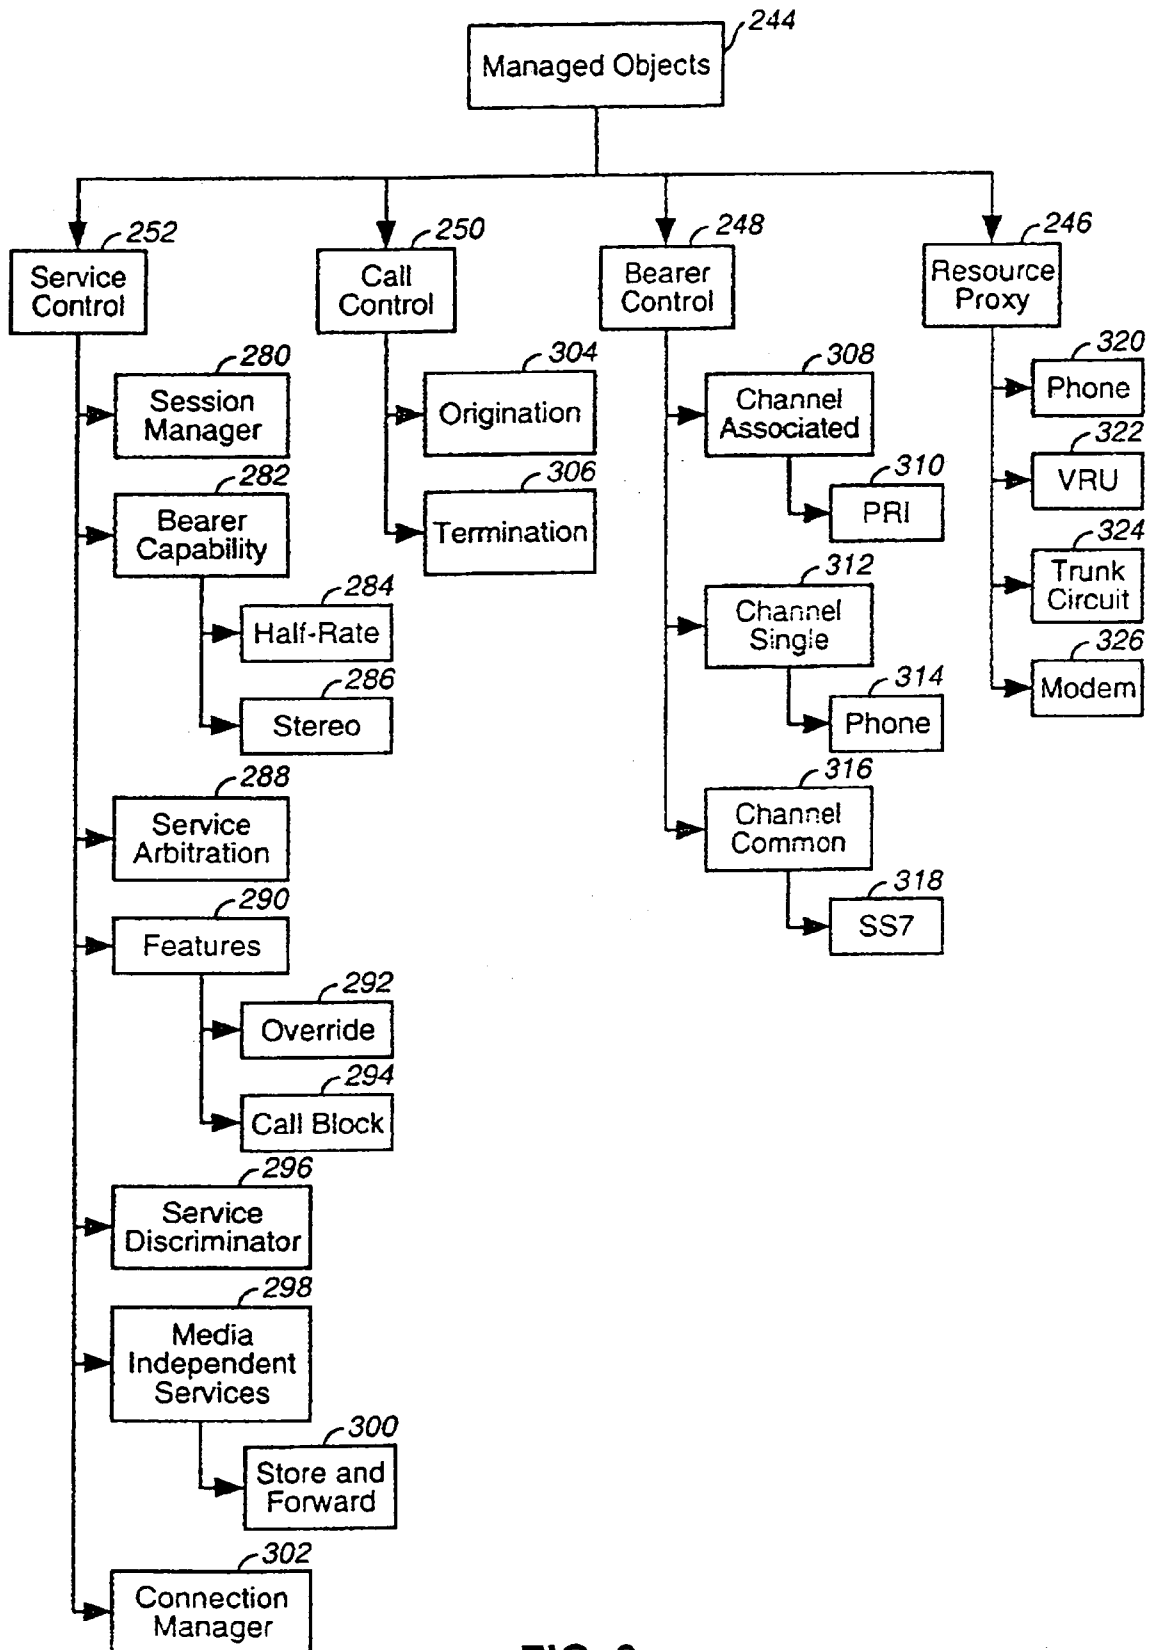 244
Managed Objects
252
250
248
246
Service
Control
Call
Control
Bearer
Control
Resource
Proxy
280
Session
Manager
282
Bearer
Capability
284
Half-Rate
286
Stereo
288
Service
Arbitration
290
Features
292
Override
294
Call Block
296
Service
Discriminator
298
Media
Independent
Services
300
Store and
Forward
302
Connection
Manager
304
Origination
306
Termination
308
Channel
Associated
310
PRI
312
Channel
Single
314
Phone
316
Channel
Common
318
SS7
320
Phone
322
VRU
324
Trunk
Circuit
326
Modem